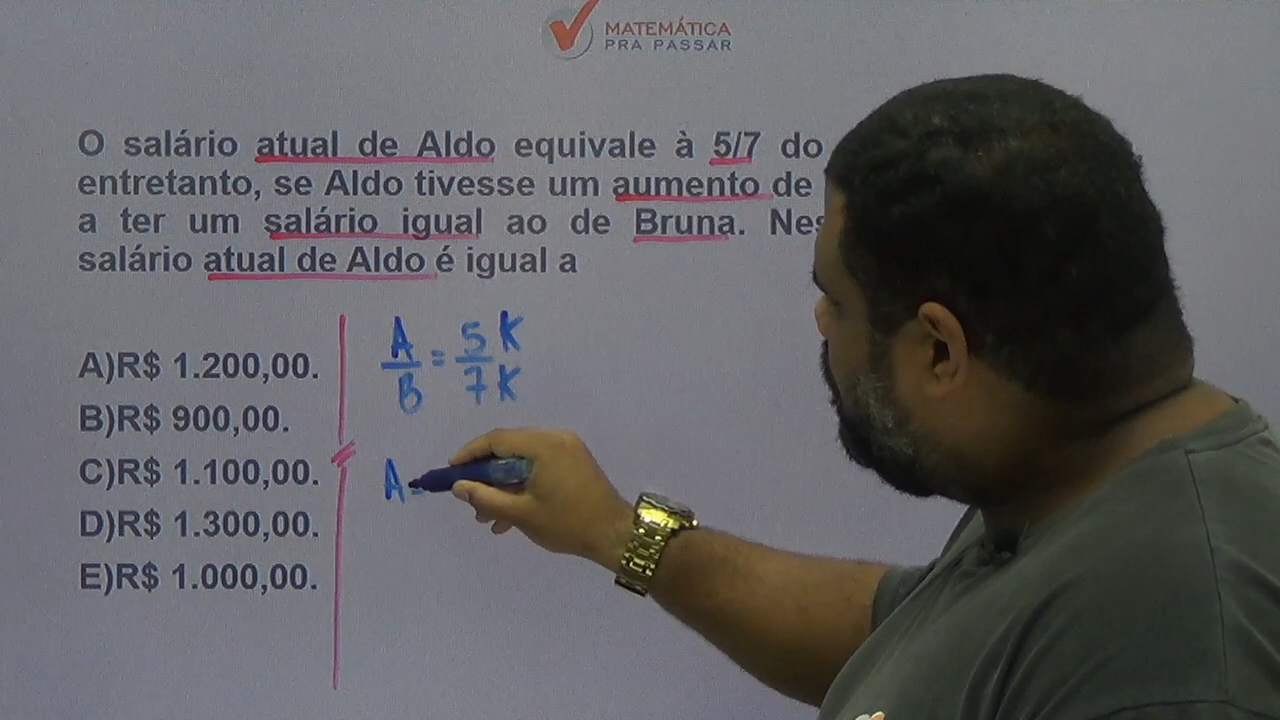 MATEMÁTICA
PRA PASSAR
O salário atual de Aldo equivale à 5/7 do
entretanto, se Aldo tivesse um aumento de
a ter um salário igual ao de Bruna.
salário atual de Aldo é igual a
A)R$ 1.200,00.
B)R$ 900,00.
C)R$ 1.100,00.
D)R$ 1.300,00.
E)R$ 1.000,00.
A/B = 5K/7K
A=